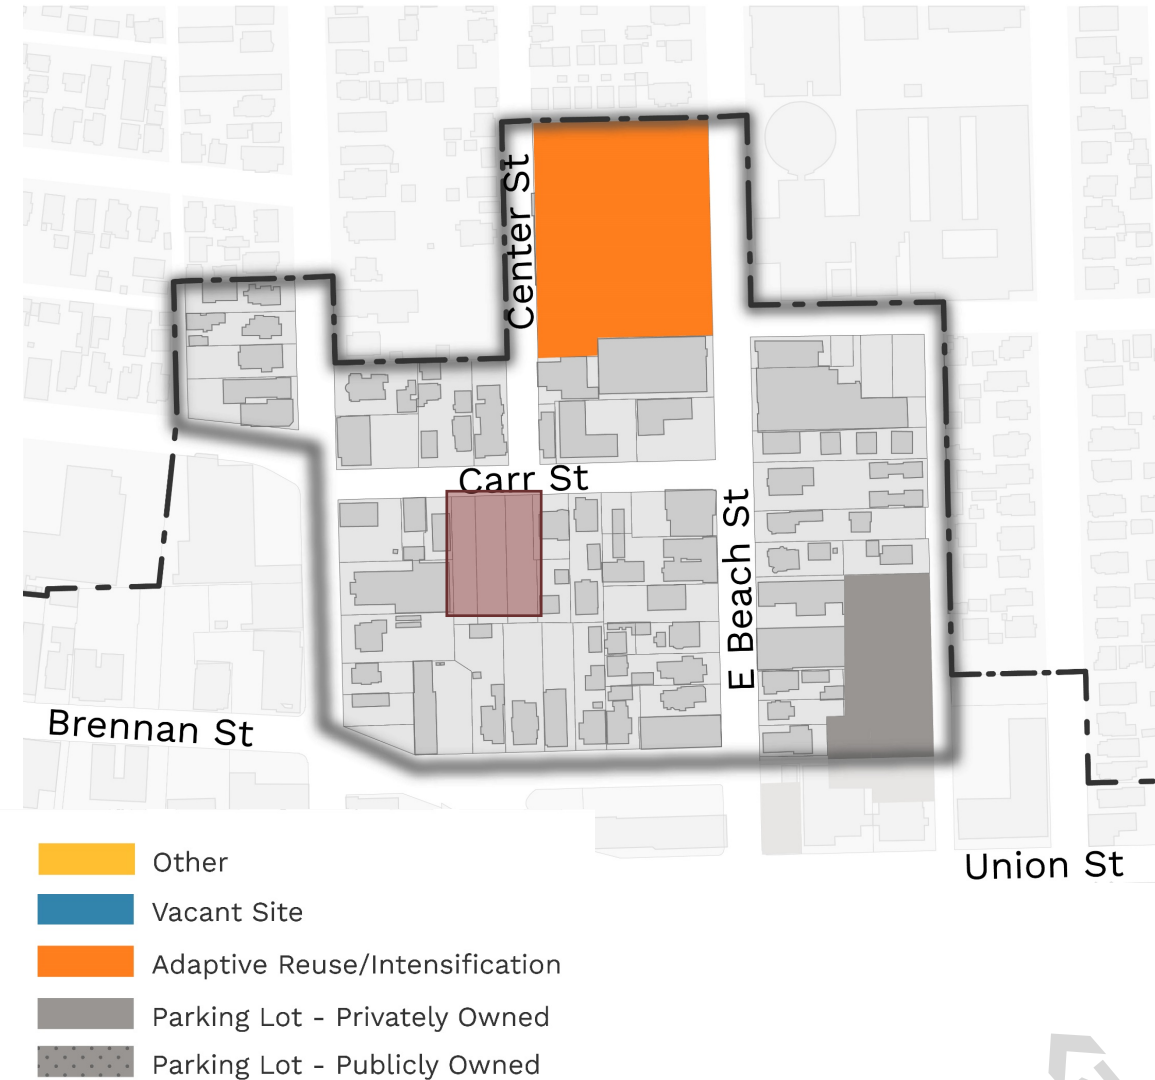 Center St
Carr St
E Beach St
Brennan St
Union St
Other
Vacant Site
Adaptive Reuse/Intensification
Parking Lot - Privately Owned
Parking Lot - Publicly Owned